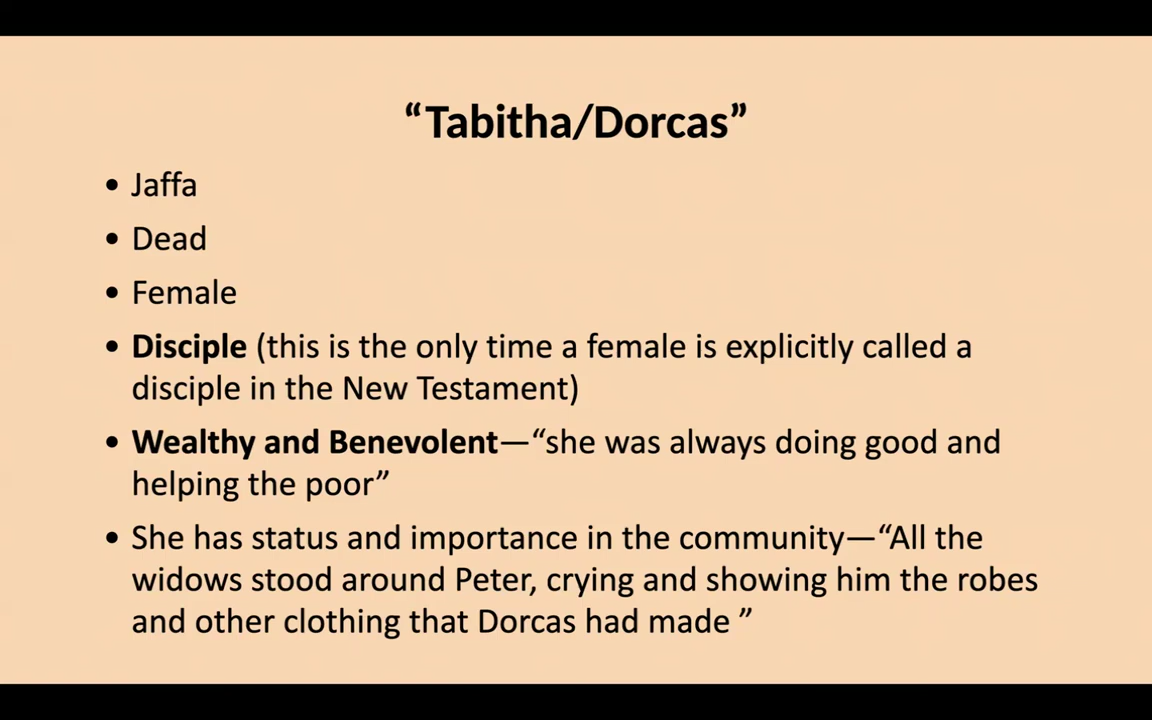 “Tabitha/Dorcas”
• Jaffa
• Dead
• Female
• Disciple (this is the only time a female is explicitly called a
disciple in the New Testament)
• Wealthy and Benevolent—“she was always doing good and
helping the poor”
• She has status and importance in the community—“All the
widows stood around Peter, crying and showing him the robes
and other clothing that Dorcas had made ”